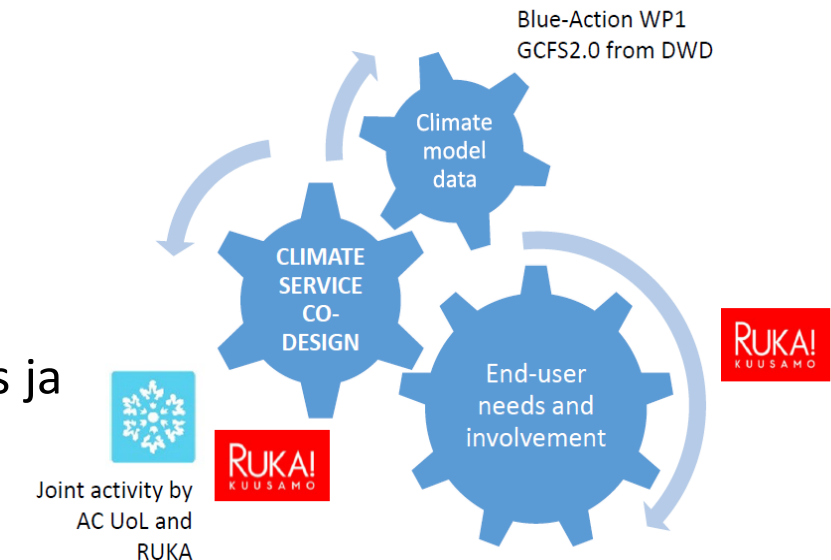 Blue-Action WP1
GCFS2.0 from DWD
Climate
model
data
CLIMATE
SERVICE
CO-
DESIGN
s ja
End-user
needs and
involvement
RUKA!
KUUSAMO
RUKA!
KUUSAMO
Joint activity by
AC UoL and
RUKA